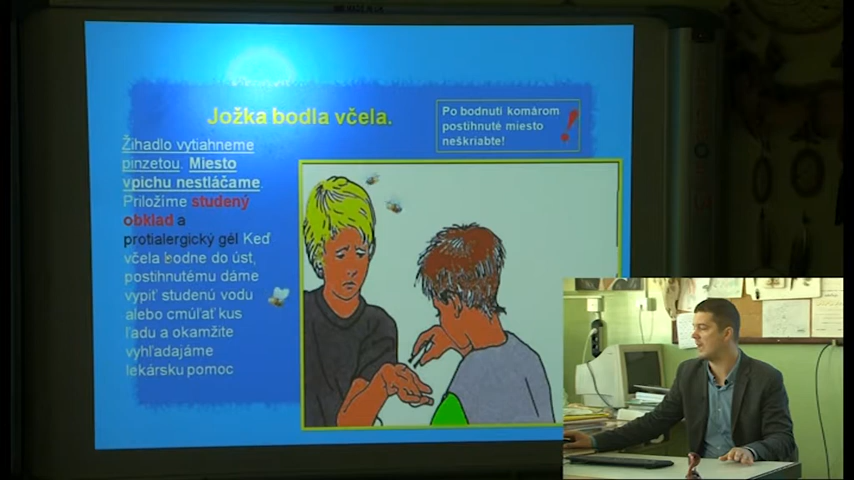 Jožka bodla včela.
Po bodnutí komárom
postihnuté miesto
neškriabte!
!
Žihadlo vytiahneme
pinzetou. Miesto
vpichu nestláčame.
Priložíme studený
obklad a
protialergický gél Keď
včela bodne do úst,
postihnutému dáme
vypiť studenú vodu
alebo cmúľať kus
ľadu a okamžite
vyhľadajáme
lekársku pomoc